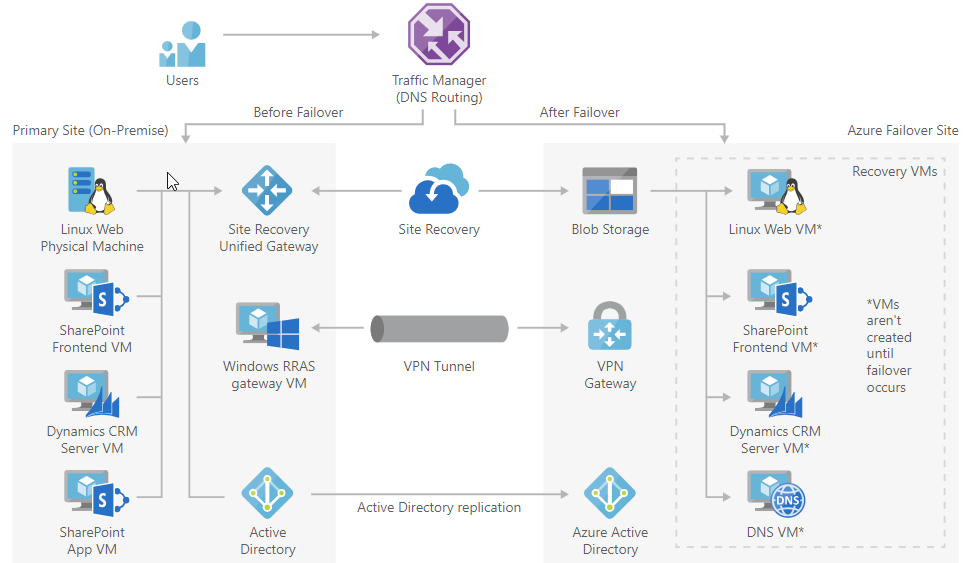 Users
Traffic Manager
(DNS Routing)
Before Failover
After Failover
Primary Site (On-Premise)
Azure Failover Site
Recovery VMs
Linux Web
Physical Machine
Site Recovery
Unified Gateway
Site Recovery
Blob Storage
Linux Web VM*
S
SharePoint
Frontend VM
Windows RRAS
gateway VM
VPN Tunnel
VPN
Gateway
S
SharePoint
Frontend VM*
*VMs
aren't
created
until
failover
occurs
Dynamics CRM
Server VM
Dynamics CRM
Server VM*
S
SharePoint
App VM
Active
Directory
Active Directory replication
Azure Active
Directory
DNS
DNS VM*